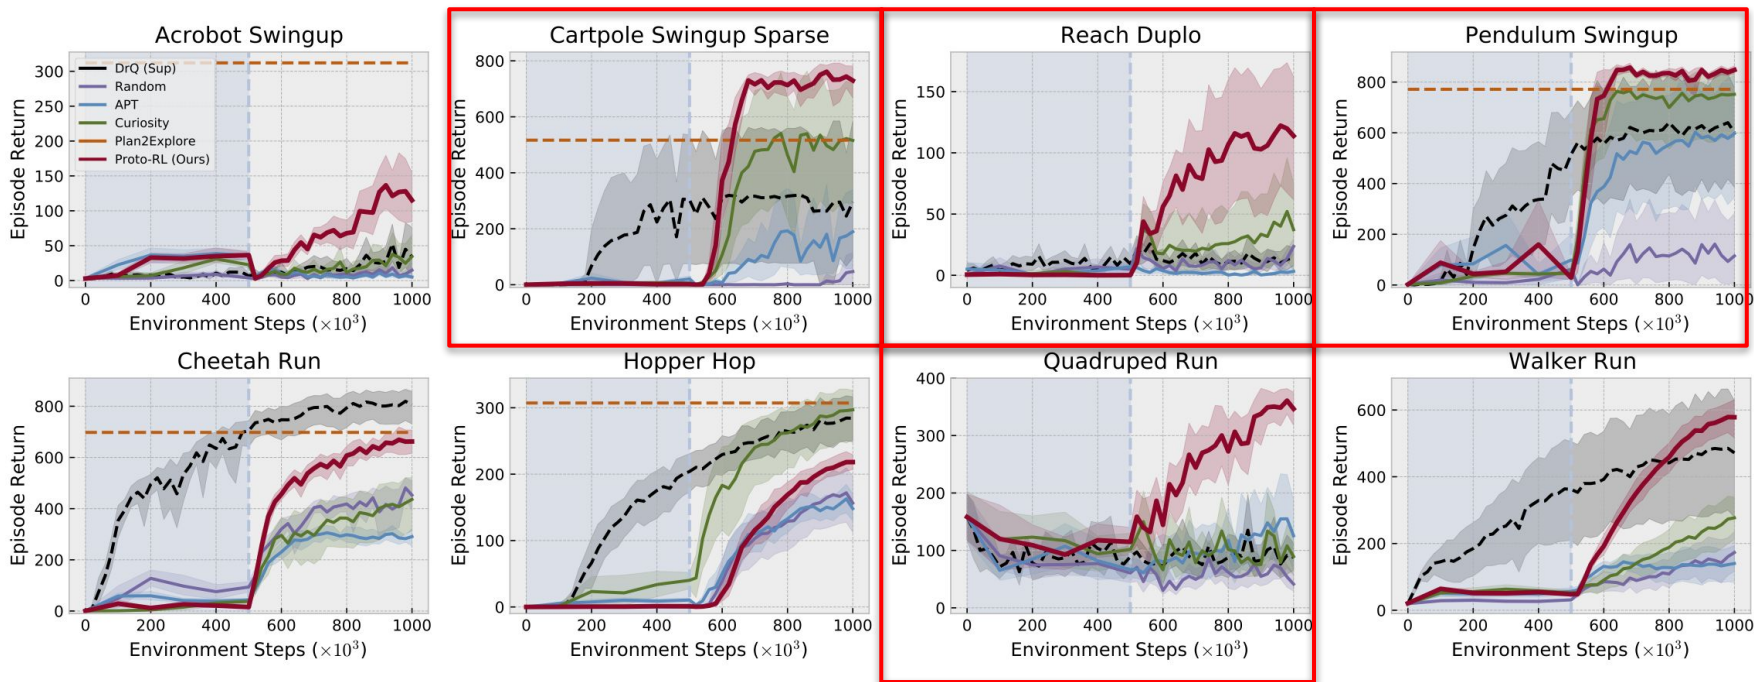 Acrobot Swingup
300
250
200
150
100
50
0
Episode Return
DrQ (Sup)
Random
APT
Curiosity
Plan2Explore
Proto-RL (Ours)
0 200 400 600 800 1000
Environment Steps (×10³)
Cartpole Swingup Sparse
800
600
400
200
0
Episode Return
0 200 400 600 800 1000
Environment Steps (×10³)
Reach Duplo
150
100
50
0
Episode Return
0 200 400 600 800 1000
Environment Steps (×10³)
Pendulum Swingup
800
600
400
200
0
Episode Return
0 200 400 600 800 1000
Environment Steps (×10³)
Cheetah Run
800
600
400
200
0
Episode Return
0 200 400 600 800 1000
Environment Steps (×10³)
Hopper Hop
300
200
100
0
Episode Return
0 200 400 600 800 1000
Environment Steps (×10³)
Quadruped Run
400
300
200
100
0
Episode Return
0 200 400 600 800 1000
Environment Steps (×10³)
Walker Run
600
400
200
0
Episode Return
0 200 400 600 800 1000
Environment Steps (×10³)